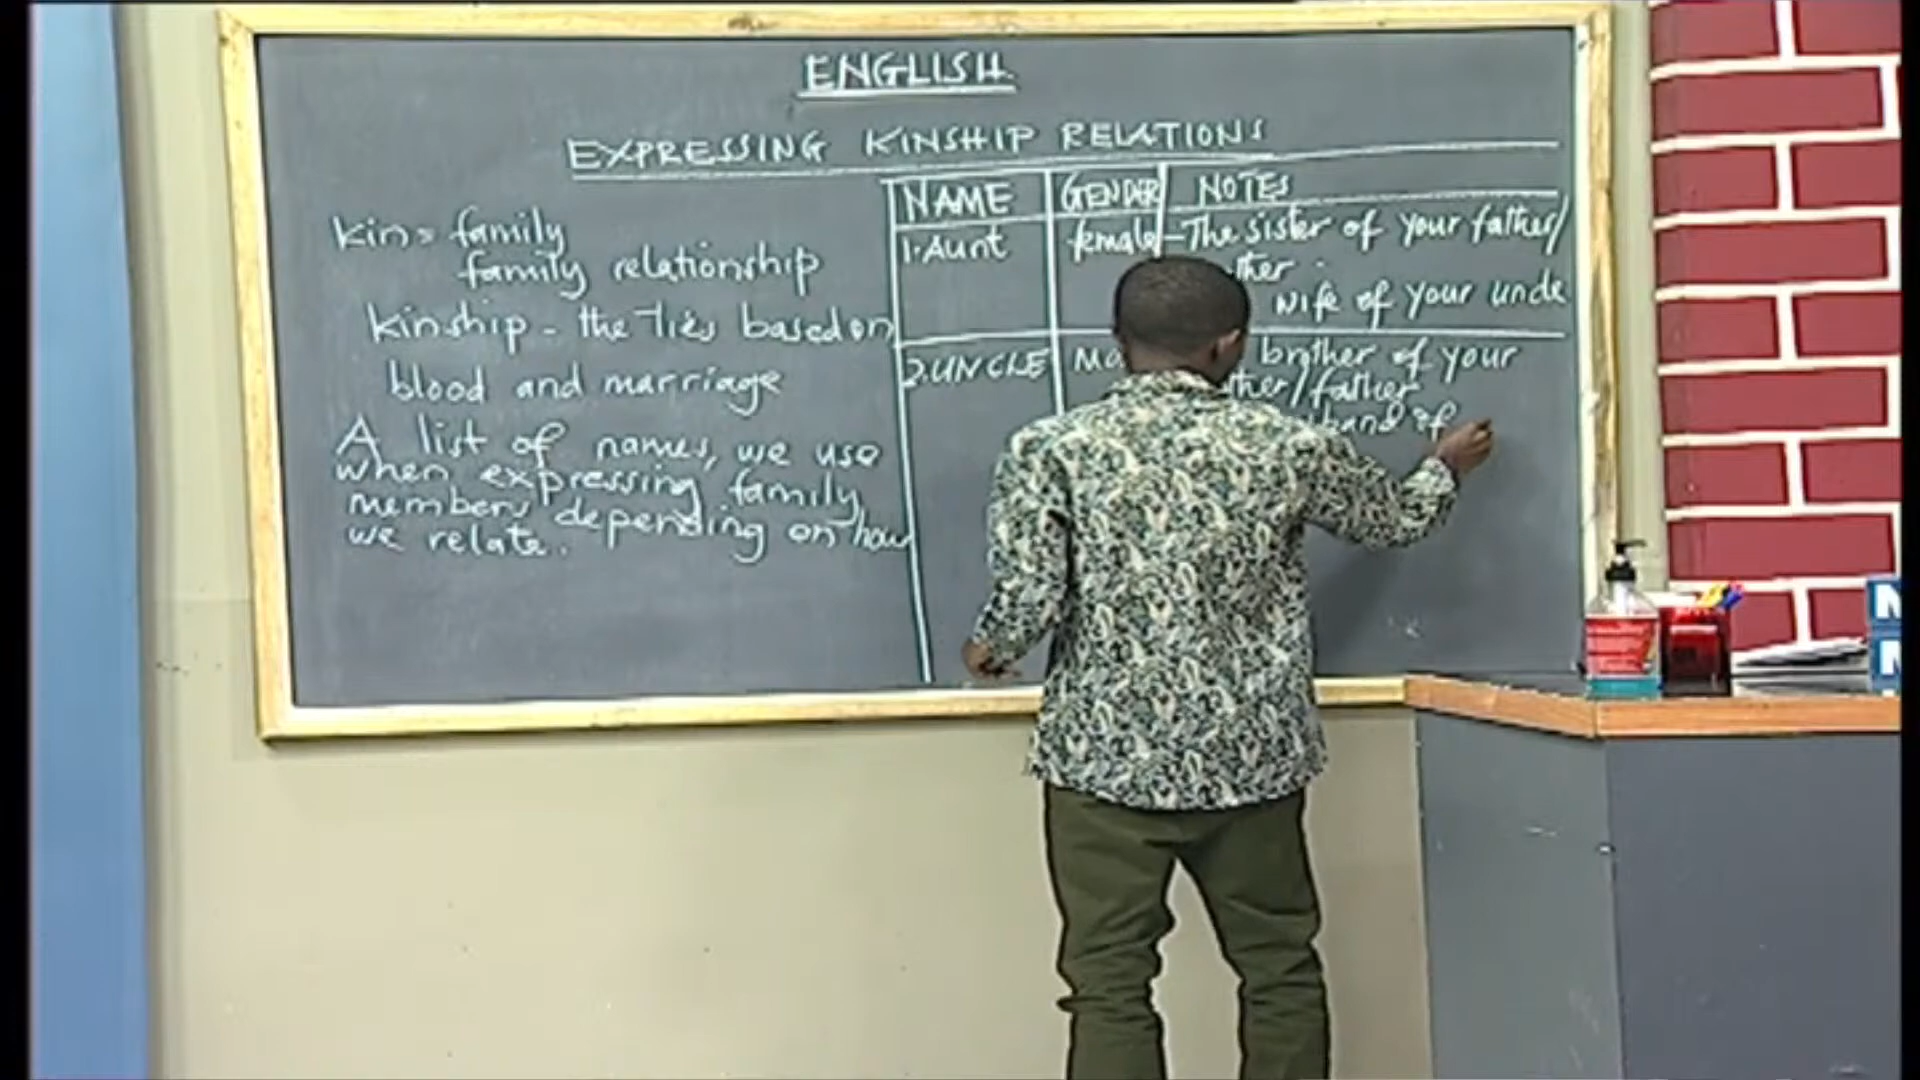 ENGLISH
EXPRESSING KINSHIP RELATIONS
kin = family
family relationship
kinship - the ties based on
blood and marriage
A list of names, we use
when expressing family
members depending on how
we relate.
NAME GENDER NOTES
1. Aunt female - The sister of your father/
wife of your uncle
2. UNCLE brother of your
/father
of
N